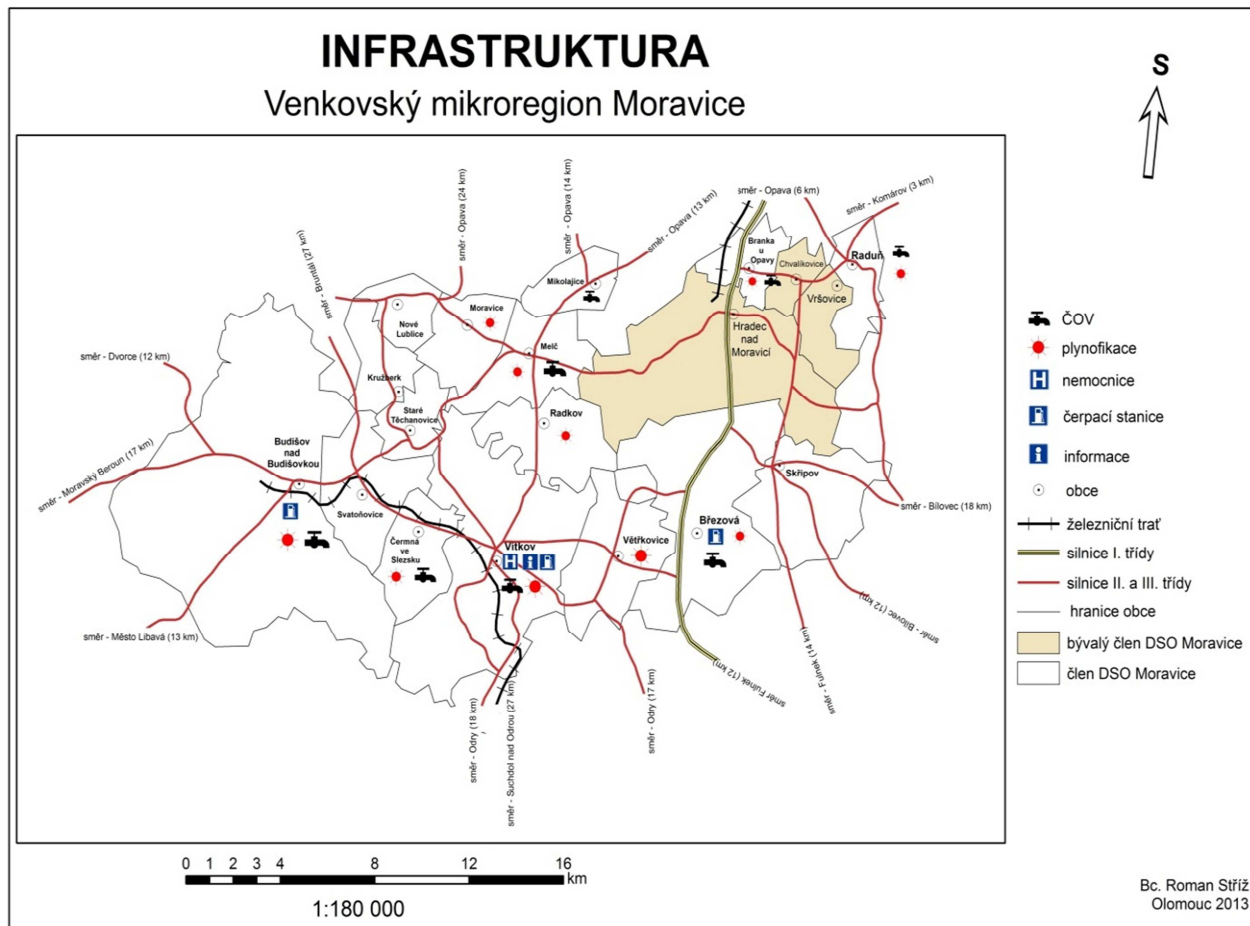 INFRASTRUKTURA
Venkovský mikroregion Moravice
S
směr - Opava (6 km)
směr - Komárov (3 km)
směr - Opava (14 km)
směr - Opava (24 km)
směr - Opava (13 km)
směr - Bruntál (27 km)
Branka
u
Opavy
Chvalíkovice
Raduň
Vršovice
Mikolajice
Moravice
Nové
Lublice
Hradec
nad
Moravicí
Melč
směr - Dvorce (12 km)
Kružberk
Staré
Těchanovice
Radkov
Budišov
nad
Budišovkou
směr - Moravský Beroun (17 km)
Skřipov
směr - Bílovec (18 km)
Svatoňovice
Čermná
ve
Slezsku
Vítkov
Větřkovice
Březová
směr - Město Libavá (13 km)
směr - Bílovec (12 km)
směr - Fulnek (14 km)
směr Fulnek (12 km)
směr - Odry (17 km)
směr - Odry (18 km)
směr - Suchdol nad Odrou (27 km)
ČOV
plynofikace
nemocnice
čerpací stanice
informace
obce
železniční trať
silnice I. třídy
silnice II. a III. třídy
hranice obce
bývalý člen DSO Moravice
člen DSO Moravice
0 1 2 3 4 8 12 16
km
1:180 000
Bc. Roman Stříž
Olomouc 2013